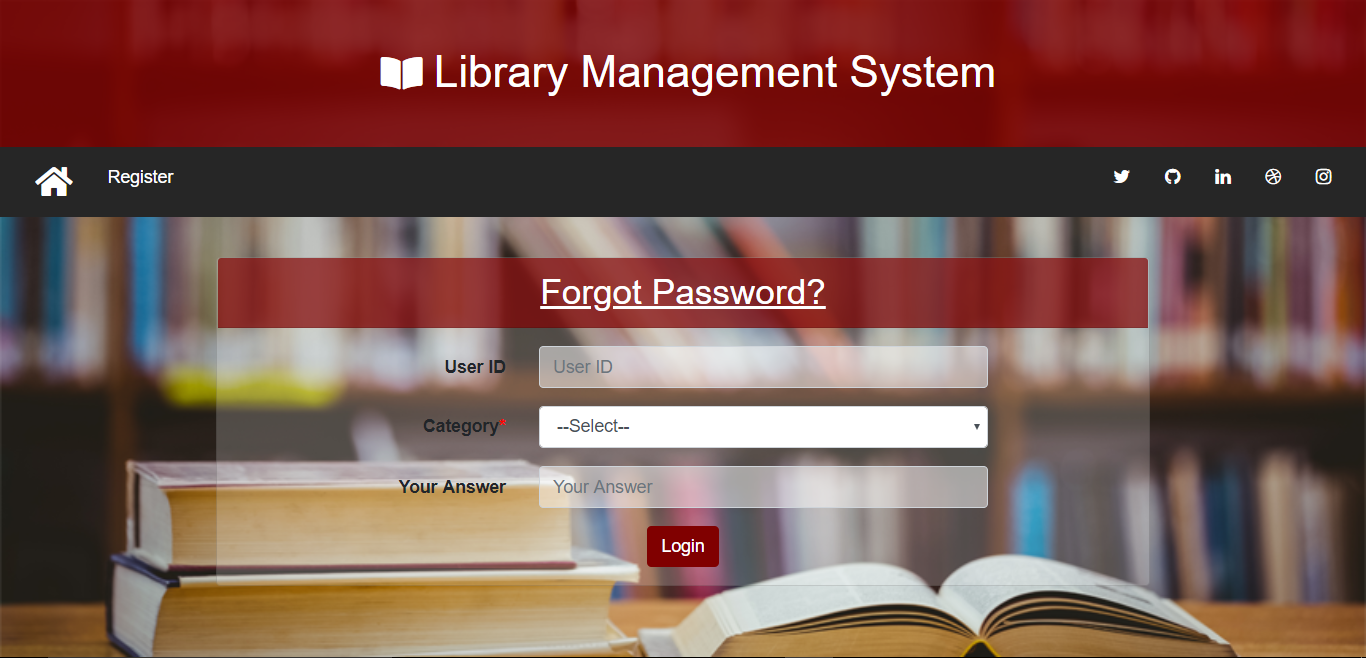 Library Management System
Register
Forgot Password?
User ID User ID
Category* --Select--
Your Answer Your Answer
Login